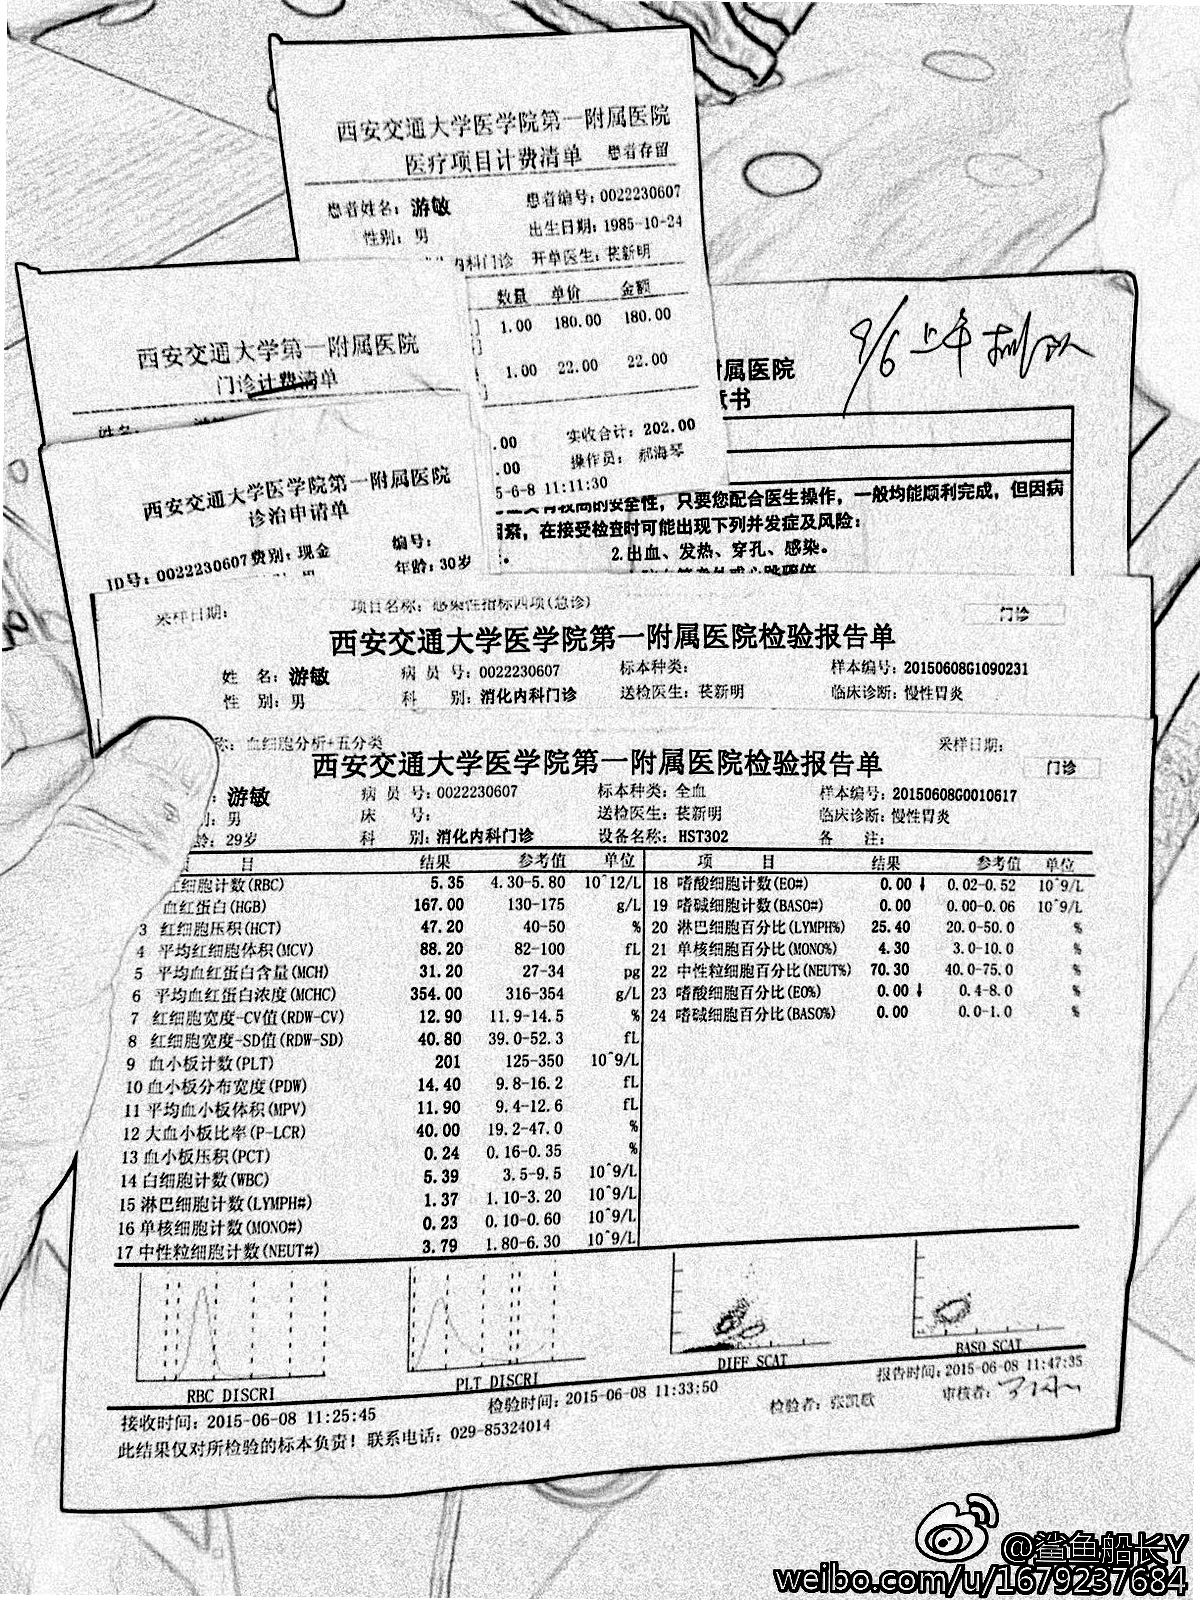 西安交通大学医学院第一附属医院
医疗项目计费清单 患者存留
患者姓名: 游敏 患者编号: 0022230607
性别: 男 出生日期: 1985-10-24
内科门诊 开单医生: 苌新明
数量 单价 金额
1.00 180.00 180.00
1.00 22.00 22.00
.00 实收合计: 202.00
.00 操作员: 郝海琴
5-6-8 11:11:30
西安交通大学第一附属医院
门诊计费清单
姓名:
9/6 上午
属医院
意书
较高的安全性，只要您配合医生操作，一般均能顺利完成，但因病
因素，在接受检查时可能出现下列并发症及风险:
2.出血、发热、穿孔、感染。
西安交通大学医学院第一附属医院
诊治申请单
ID号: 0022230607 费别: 现金 编号:
年龄: 30岁
采样日期: 项目名称: 感染性指标四项(急诊) 门诊
西安交通大学医学院第一附属医院检验报告单
姓 名: 游敏 病 员 号: 0022230607 标本种类: 样本编号: 20150608G1090231
性 别: 男 科 别: 消化内科门诊 送检医生: 苌新明 临床诊断: 慢性胃炎
称: 血细胞分析+五分类 采样日期:
西安交通大学医学院第一附属医院检验报告单 门诊
: 游敏 病 员 号: 0022230607 标本种类: 全血 样本编号: 20150608G0010617
别: 男 床 号: 送检医生: 苌新明 临床诊断: 慢性胃炎
龄: 29岁 科 别: 消化内科门诊 设备名称: HST302 备 注:
项 目 结果 参考值 单位 项 目 结果 参考值 单位
红细胞计数(RBC) 5.35 4.30-5.80 10^12/L 18 嗜酸细胞计数(EO#) 0.00 ↓ 0.02-0.52 10^9/L
血红蛋白(HGB) 167.00 130-175 g/L 19 嗜碱细胞计数(BASO#) 0.00 0.00-0.06 10^9/L
3 红细胞压积(HCT) 47.20 40-50 % 20 淋巴细胞百分比(LYMPH%) 25.40 20.0-50.0 %
4 平均红细胞体积(MCV) 88.20 82-100 fL 21 单核细胞百分比(MONO%) 4.30 3.0-10.0 %
5 平均血红蛋白含量(MCH) 31.20 27-34 pg 22 中性粒细胞百分比(NEUT%) 70.30 40.0-75.0 %
6 平均血红蛋白浓度(MCHC) 354.00 316-354 g/L 23 嗜酸细胞百分比(EO%) 0.00 ↓ 0.4-8.0 %
7 红细胞宽度-CV值(RDW-CV) 12.90 11.9-14.5 % 24 嗜碱细胞百分比(BASO%) 0.00 0.0-1.0 %
8 红细胞宽度-SD值(RDW-SD) 40.80 39.0-52.3 fL
9 血小板计数(PLT) 201 125-350 10^9/L
10 血小板分布宽度(PDW) 14.40 9.8-16.2 fL
11 平均血小板体积(MPV) 11.90 9.4-12.6 fL
12 大血小板比率(P-LCR) 40.00 19.2-47.0 %
13 血小板压积(PCT) 0.24 0.16-0.35 %
14 白细胞计数(WBC) 5.39 3.5-9.5 10^9/L
15 淋巴细胞计数(LYMPH#) 1.37 1.10-3.20 10^9/L
16 单核细胞计数(MONO#) 0.23 0.10-0.60 10^9/L
17 中性粒细胞计数(NEUT#) 3.79 1.80-6.30 10^9/L
RBC DISCRI PLT DISCRI DIFF SCAT BASO SCAT
接收时间: 2015-06-08 11:25:45 检验时间: 2015-06-08 11:33:50 报告时间: 2015-06-08 11:47:35
此结果仅对所检验的标本负责! 联系电话: 029-85324014 检验者: 张凯歌 审核者:
@鲨鱼船长Y
weibo.com/u/1679237684